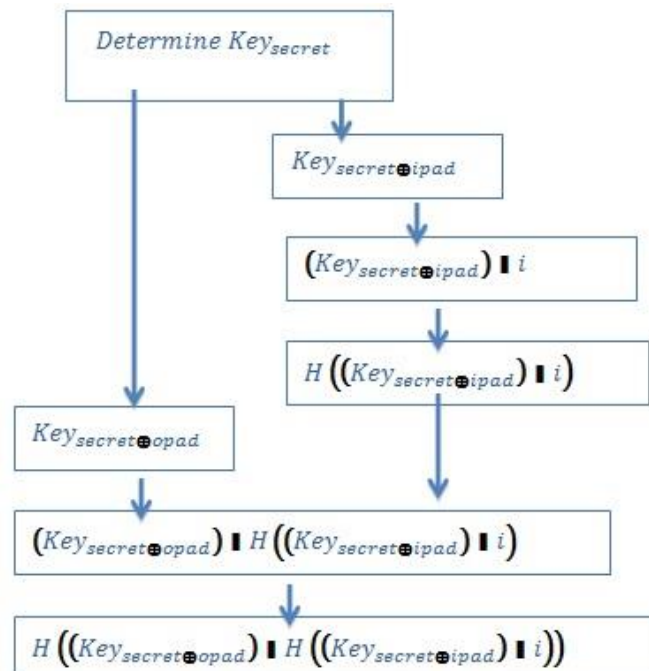 Determine Key_secret
Key_secret⊕ipad
(Key_secret⊕ipad) ▮ i
H ((Key_secret⊕ipad) ▮ i)
Key_secret⊕opad
(Key_secret⊕opad) ▮ H ((Key_secret⊕ipad) ▮ i)
H ((Key_secret⊕opad) ▮ H ((Key_secret⊕ipad) ▮ i))